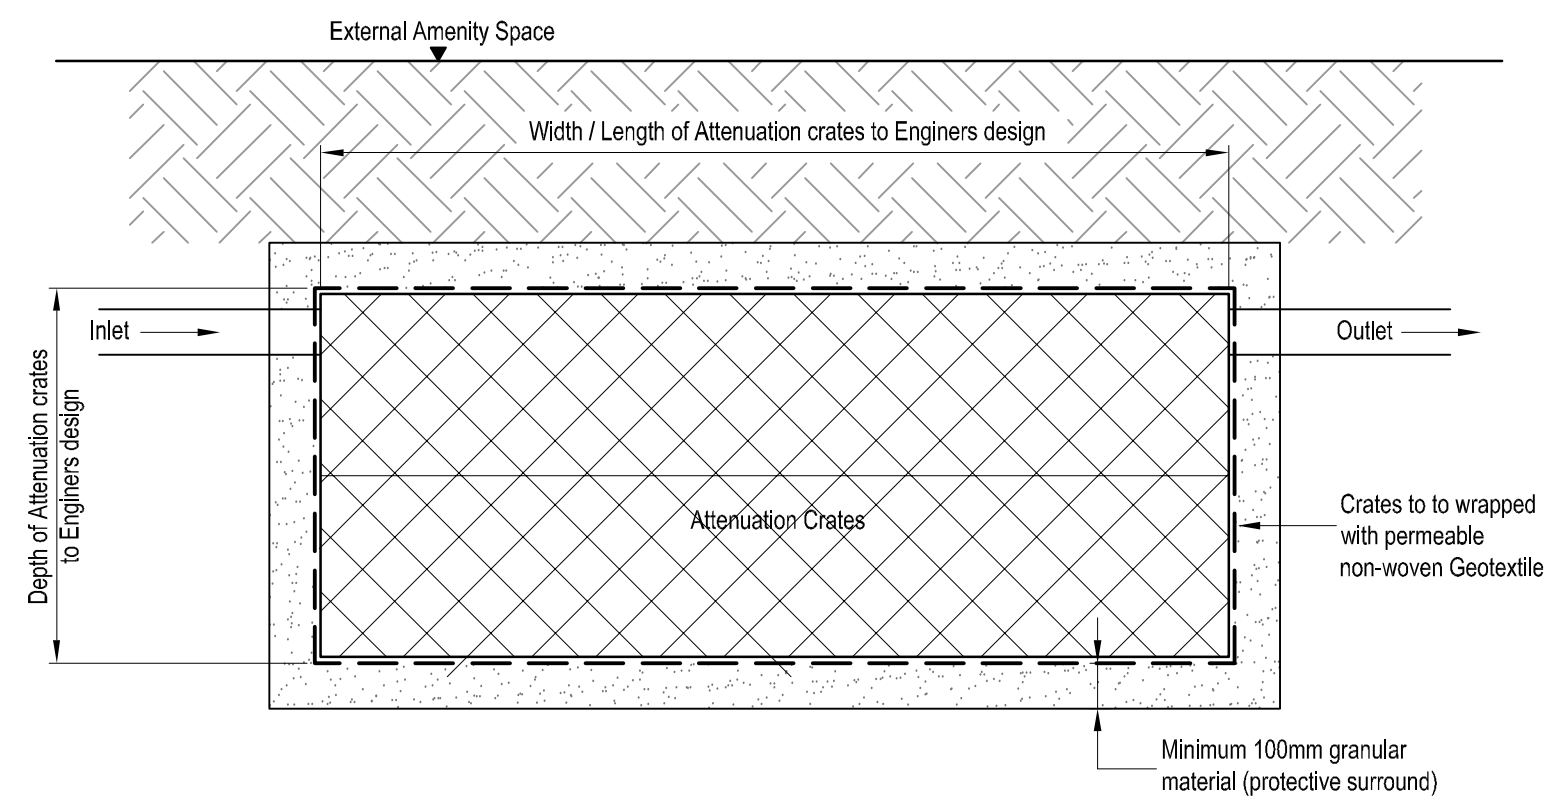 External Amenity Space
Width / Length of Attenuation crates to Enginers design
Inlet
Outlet
Depth of Attenuation crates
to Enginers design
Attenuation Crates
Crates to to wrapped
with permeable
non-woven Geotextile
Minimum 100mm granular
material (protective surround)